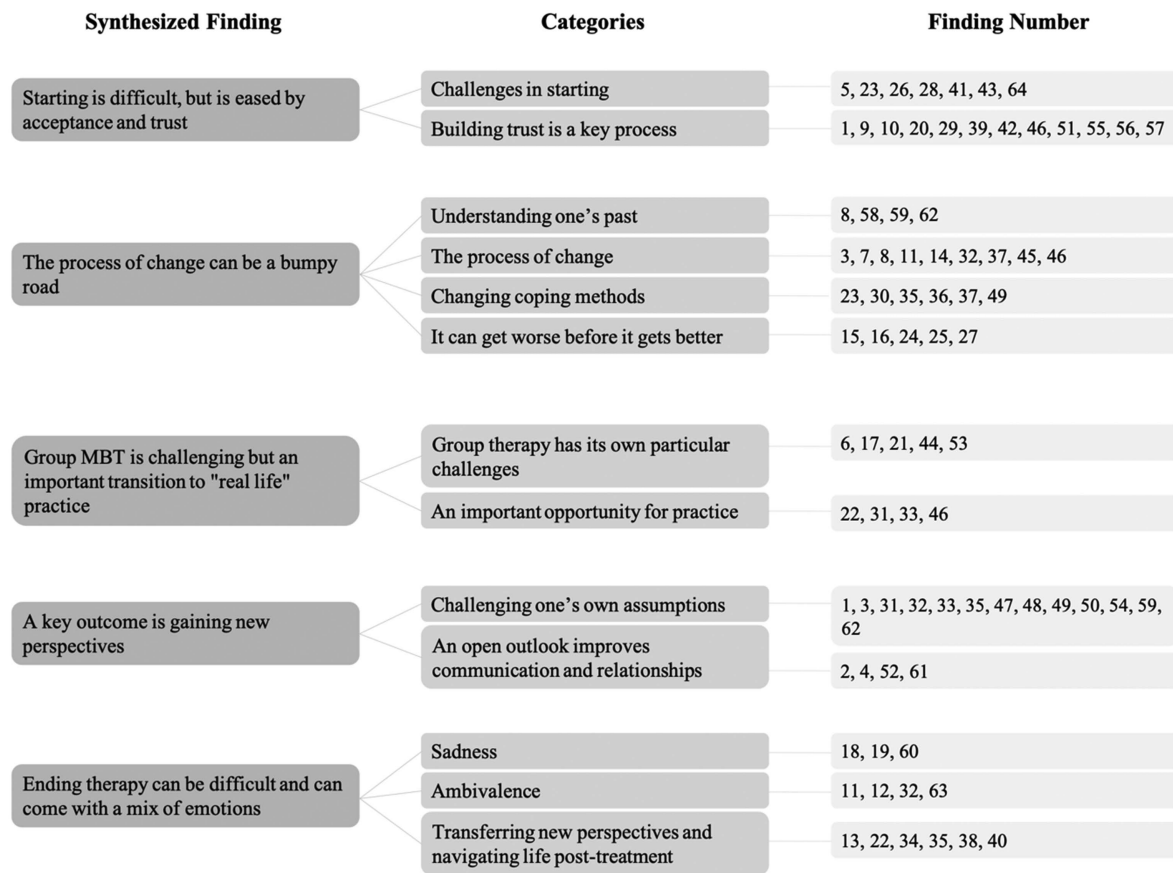 Synthesized Finding
Categories
Finding Number
Starting is difficult, but is eased by
acceptance and trust
Challenges in starting
5, 23, 26, 28, 41, 43, 64
Building trust is a key process
1, 9, 10, 20, 29, 39, 42, 46, 51, 55, 56, 57
The process of change can be a bumpy
road
Understanding one’s past
8, 58, 59, 62
The process of change
3, 7, 8, 11, 14, 32, 37, 45, 46
Changing coping methods
23, 30, 35, 36, 37, 49
It can get worse before it gets better
15, 16, 24, 25, 27
Group MBT is challenging but an
important transition to "real life"
practice
Group therapy has its own particular
challenges
6, 17, 21, 44, 53
An important opportunity for practice
22, 31, 33, 46
A key outcome is gaining new
perspectives
Challenging one’s own assumptions
1, 3, 31, 32, 33, 35, 47, 48, 49, 50, 54, 59,
62
An open outlook improves
communication and relationships
2, 4, 52, 61
Ending therapy can be difficult and can
come with a mix of emotions
Sadness
18, 19, 60
Ambivalence
11, 12, 32, 63
Transferring new perspectives and
navigating life post-treatment
13, 22, 34, 35, 38, 40